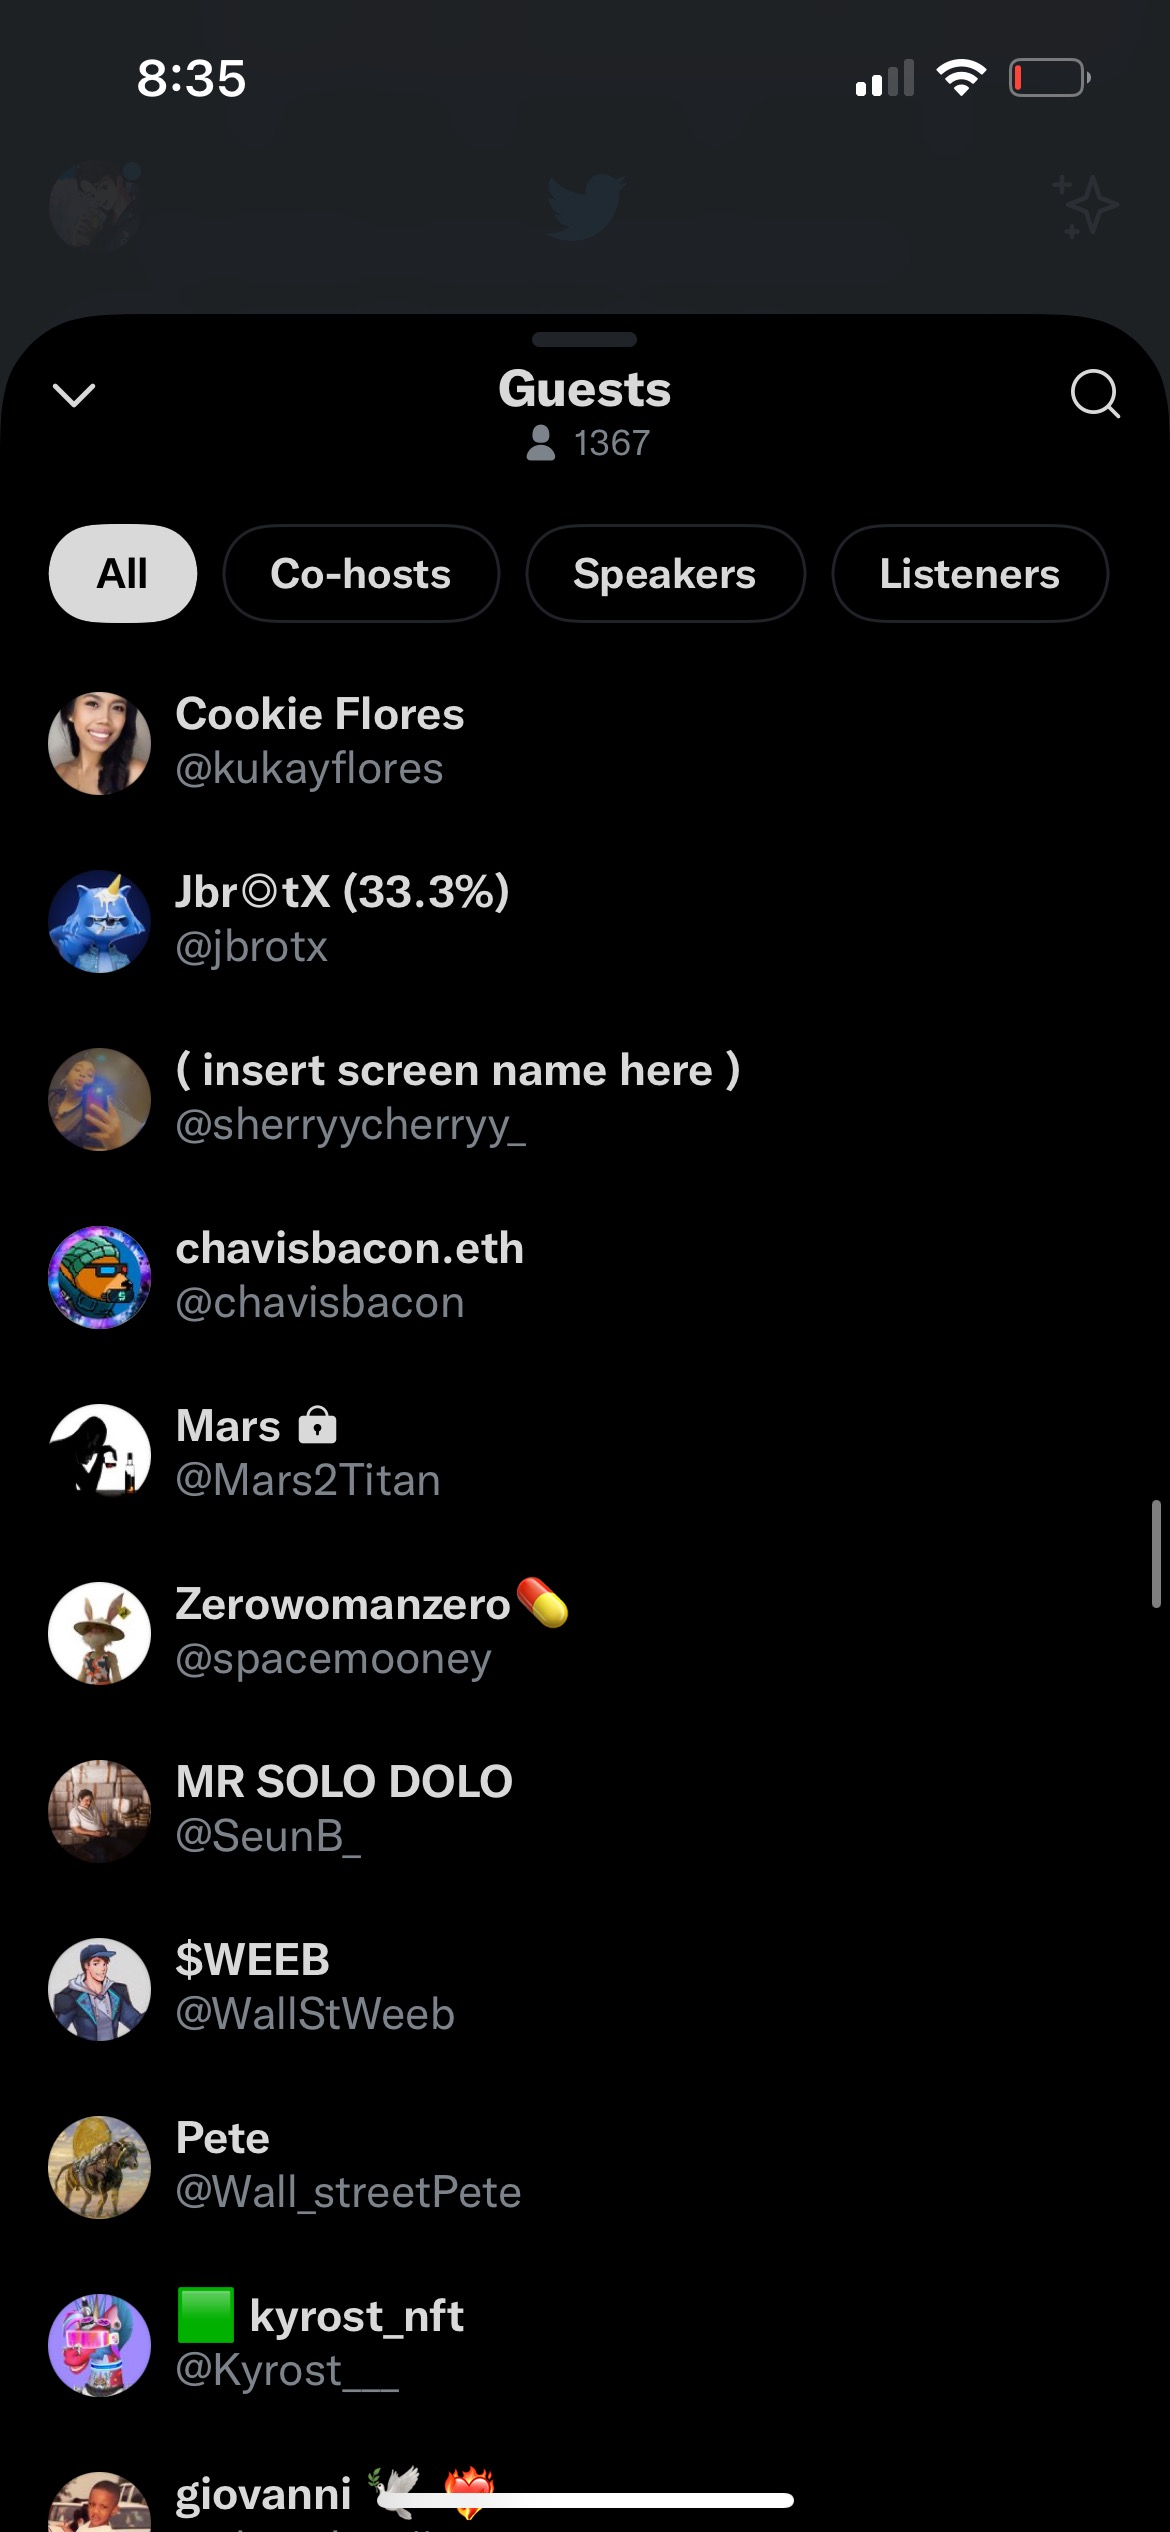 8:35
Guests
1367
All
Co-hosts
Speakers
Listeners
Cookie Flores
@kukayflores
Jbr◎tX (33.3%)
@jbrotx
( insert screen name here )
@sherryycherryy_
chavisbacon.eth
@chavisbacon
Mars 🔒
@Mars2Titan
Zerowomanzero💊
@spacemooney
MR SOLO DOLO
@SeunB_
$WEEB
@WallStWeeb
Pete
@Wall_streetPete
🟩 kyrost_nft
@Kyrost___
giovanni 🕊️ ❤️‍🔥